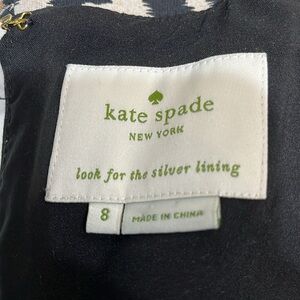 kate spade
NEW YORK
look for the silver lining
8
MADE IN CHINA